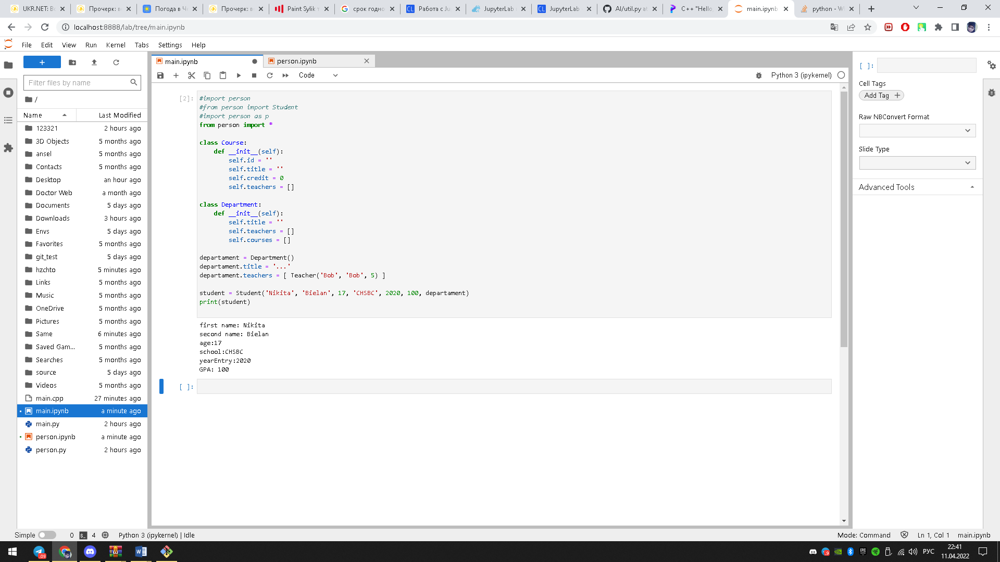 UKR.NET: Вс
Прочерк: в
Погода в Че
Прочерк: в
Paint Sylik т
срок годно
Работа с Ju
JupyterLab
JupyterLab
AI/util.py at
C++ "Hello,
main.ipynb
python - W
localhost:8888/lab/tree/main.ipynb
File Edit View Run Kernel Tabs Settings Help
main.ipynb
person.ipynb
Filter files by name
Code
Python 3 (ipykernel)
/
Name Last Modified
123321 2 hours ago
3D Objects 5 months ago
ansel 5 months ago
Contacts 5 months ago
Desktop an hour ago
Doctor Web a month ago
Documents 5 days ago
Downloads 3 hours ago
Envs 5 days ago
Favorites 5 months ago
git_test 5 days ago
hzchto 5 minutes ago
Links 5 months ago
Music 5 months ago
OneDrive 5 months ago
Pictures 5 months ago
Same 6 minutes ago
Saved Gam... 5 months ago
Searches 5 months ago
source 5 days ago
Videos 5 months ago
main.cpp 27 minutes ago
main.ipynb a minute ago
main.py 2 hours ago
person.ipynb a minute ago
person.py 2 hours ago
[2]:
#import person
#from person import Student
#import person as p
from person import *
class Course:
def __init__(self):
self.id = ''
self.title = ''
self.credit = 0
self.teachers = []
class Department:
def __init__(self):
self.title = ''
self.teachers = []
self.courses = []
departament = Department()
departament.title = '...'
departament.teachers = [ Teacher('Bob', 'Bob', 5) ]
student = Student('Nikita', 'Bielan', 17, 'CHSBC', 2020, 100, departament)
print(student)
first name: Nikita
second name: Bielan
age:17
school:CHSBC
yearEntry:2020
GPA: 100
[ ]:
[ ]:
Cell Tags
Add Tag +
Raw NBConvert Format
Slide Type
Advanced Tools
Simple 0 4 Python 3 (ipykernel) | Idle
Mode: Command Ln 1, Col 1 main.ipynb
РУС
22:41
11.04.2022